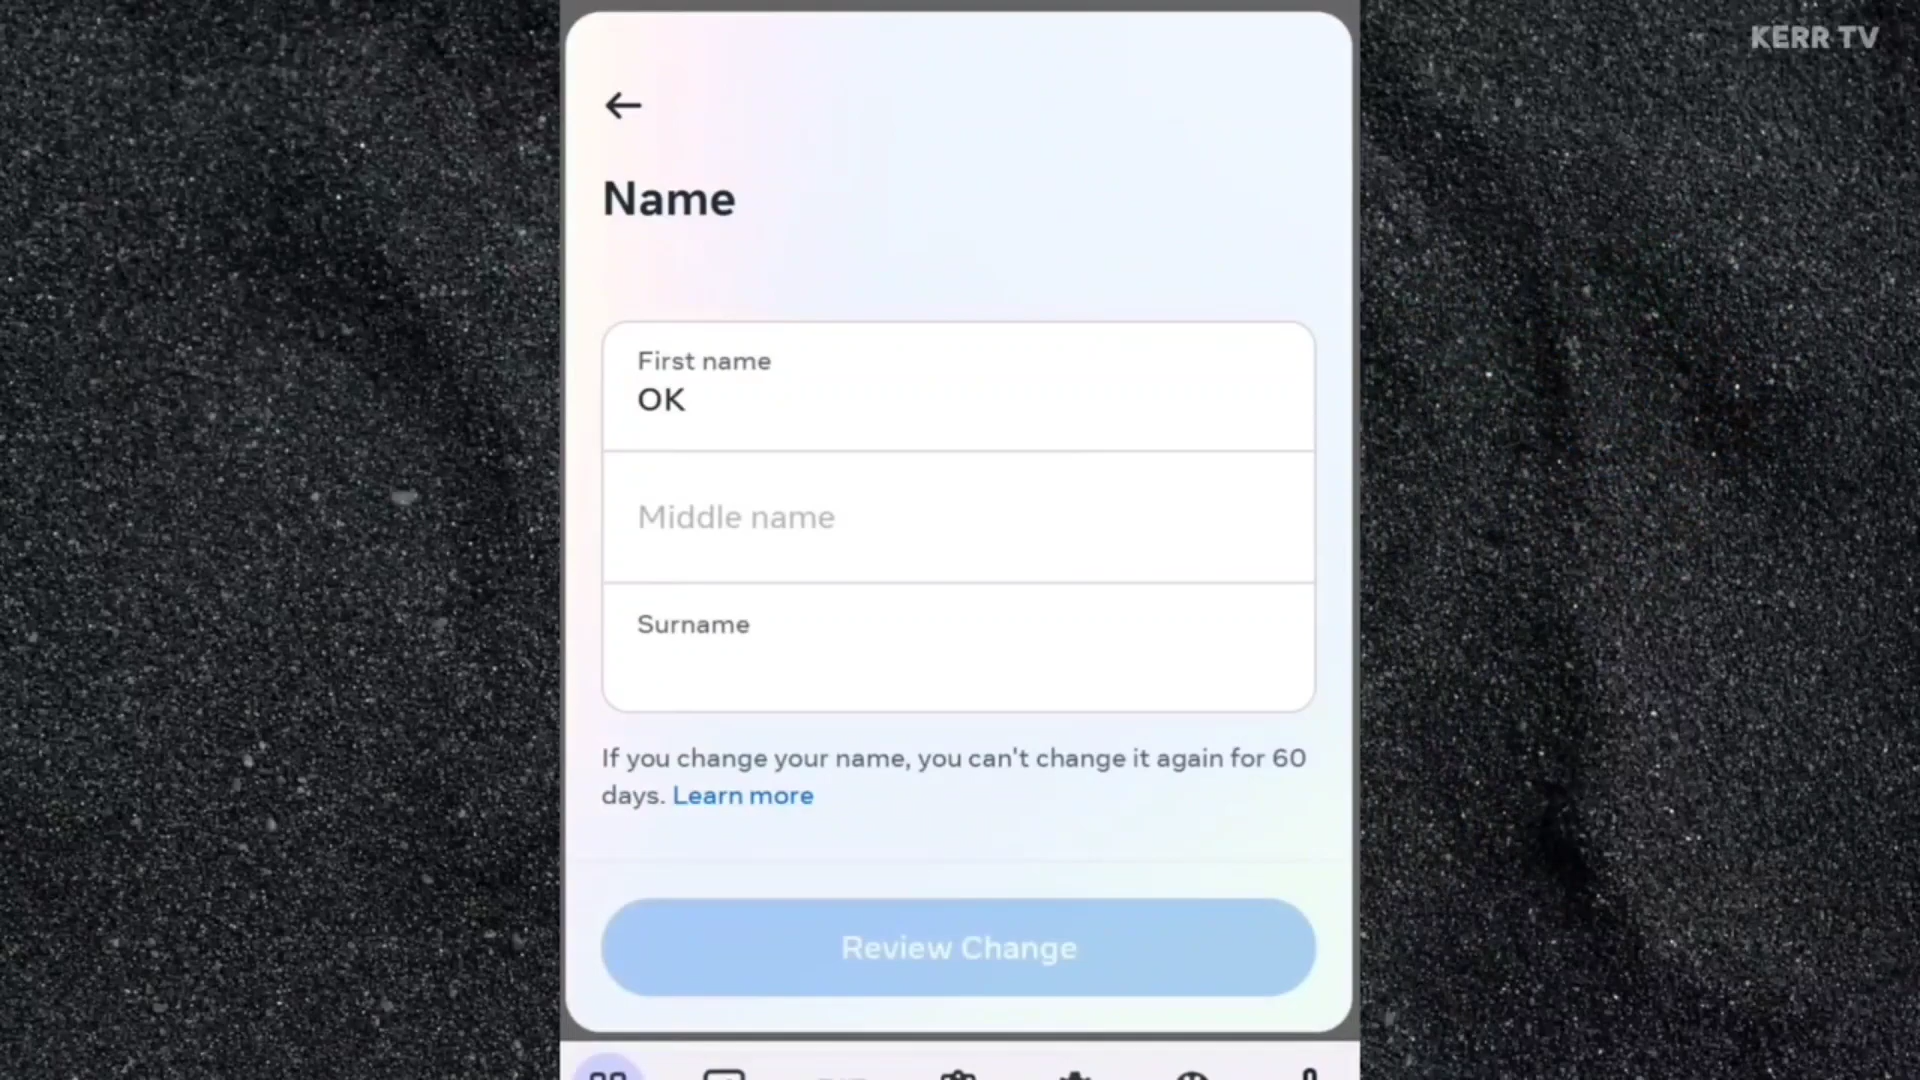 KERR TV
Name
First name
OK
Middle name
Surname
If you change your name, you can't change it again for 60
days. Learn more
Review Change